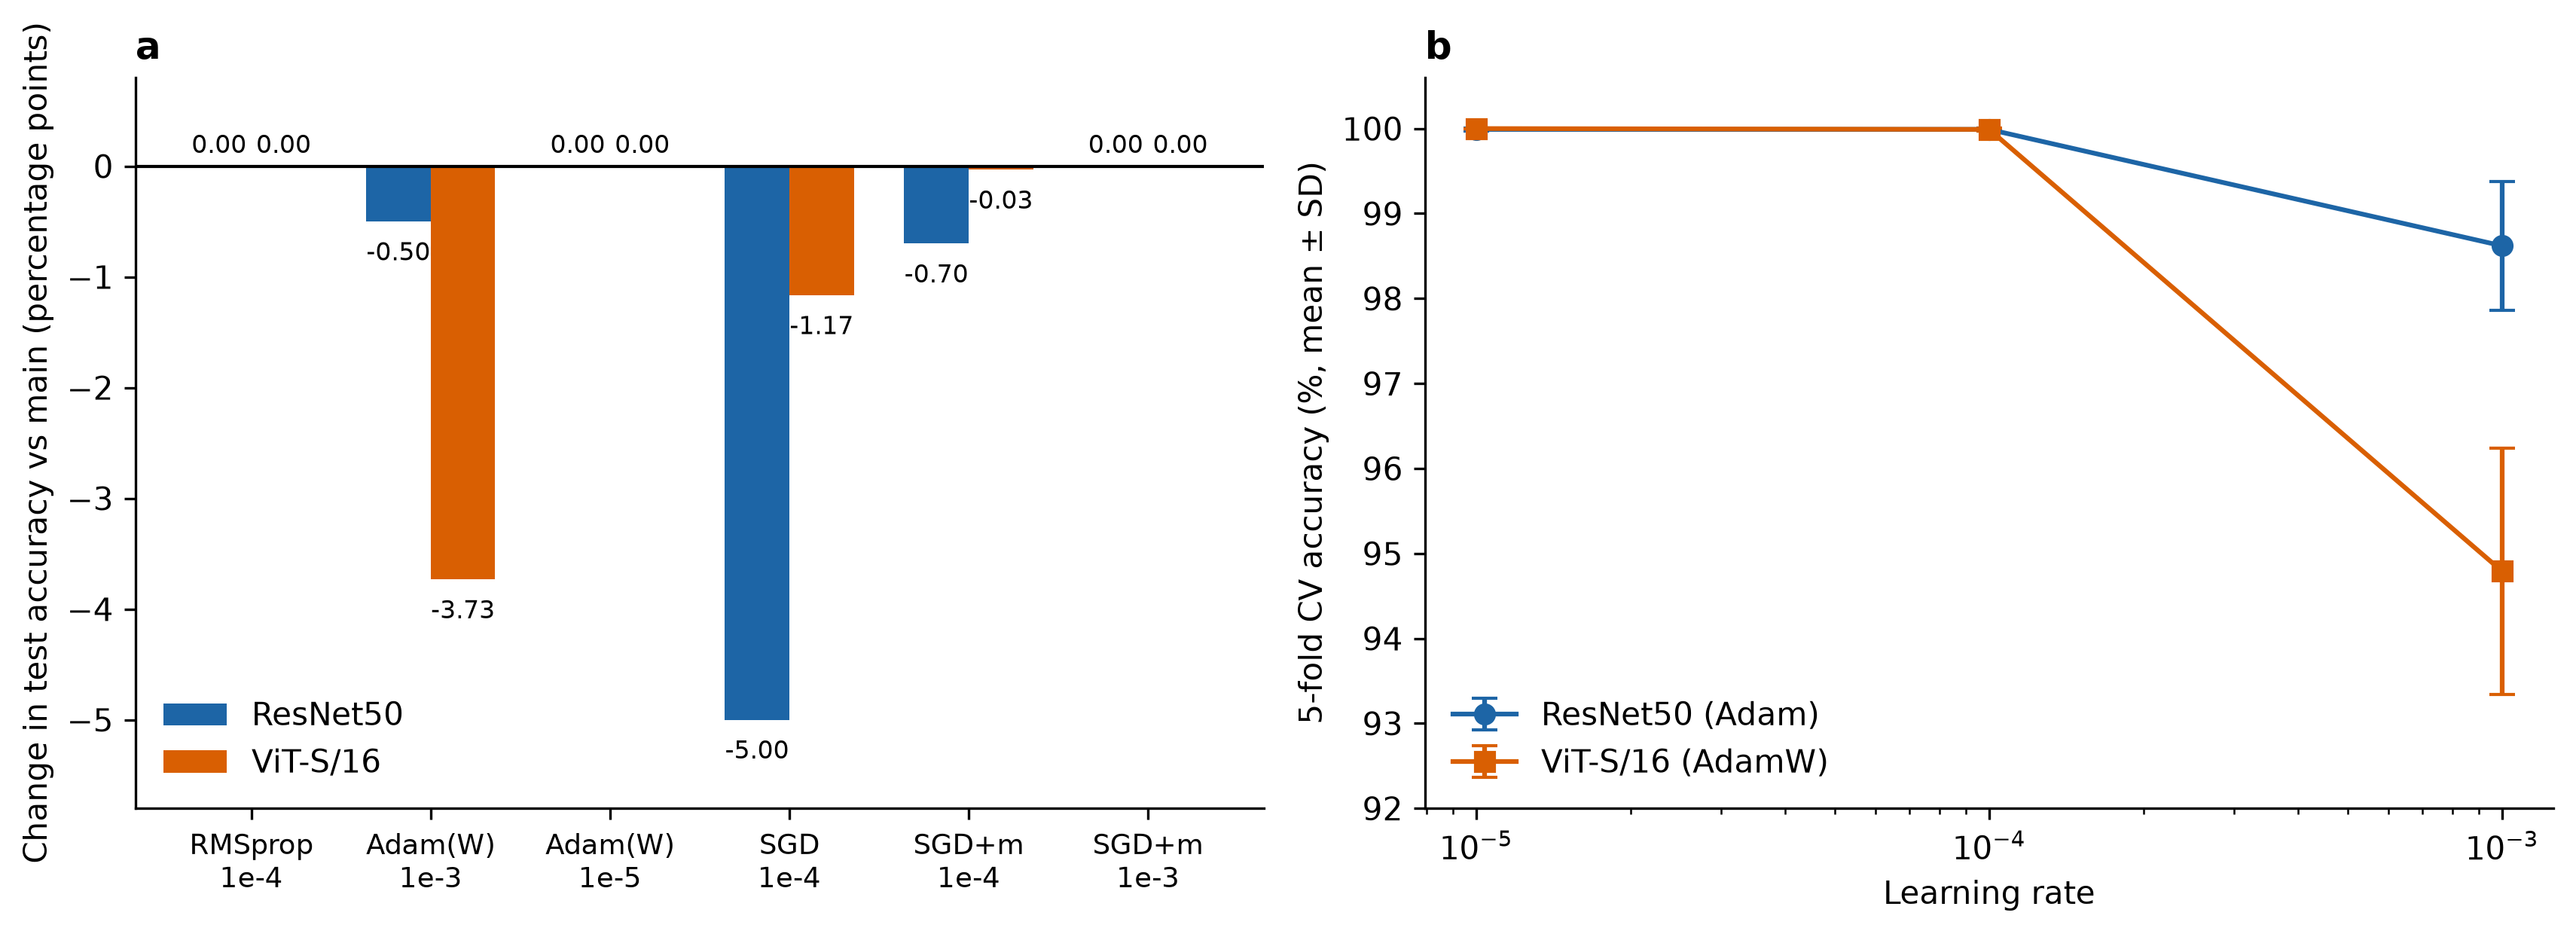 a
Change in test accuracy vs main (percentage points)
0
−1
−2
−3
−4
−5
0.00 0.00
-0.50
-3.73
0.00 0.00
-5.00
-1.17
-0.70
-0.03
0.00 0.00
ResNet50
ViT-S/16
RMSprop
1e-4
Adam(W)
1e-3
Adam(W)
1e-5
SGD
1e-4
SGD+m
1e-4
SGD+m
1e-3
b
5-fold CV accuracy (%, mean ± SD)
100
99
98
97
96
95
94
93
92
ResNet50 (Adam)
ViT-S/16 (AdamW)
10⁻⁵
10⁻⁴
10⁻³
Learning rate